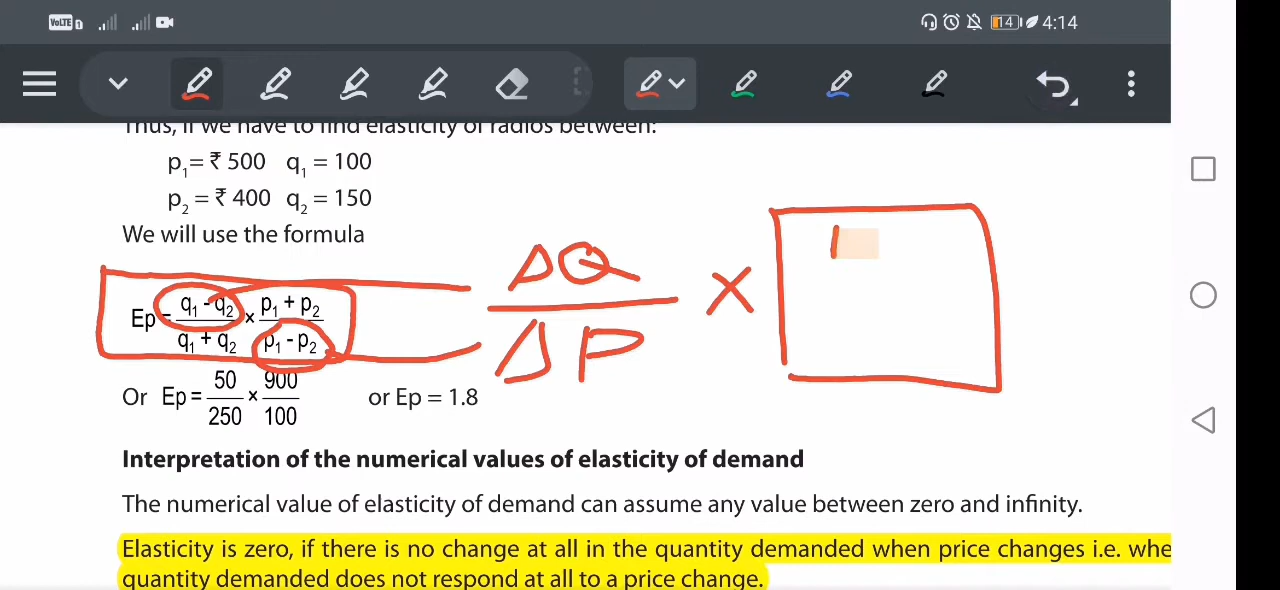 VoLTE 14 4:14
Thus, if we have to find elasticity of radios between:
p₁= ₹ 500 q₁ = 100
p₂ = ₹ 400 q₂ = 150
We will use the formula
Ep = (q₁ - q₂)/(q₁ + q₂) × (p₁ + p₂)/(p₁ - p₂)
ΔQ/ΔP ×
Or Ep = 50/250 × 900/100 or Ep = 1.8
Interpretation of the numerical values of elasticity of demand
The numerical value of elasticity of demand can assume any value between zero and infinity.
Elasticity is zero, if there is no change at all in the quantity demanded when price changes i.e. whe
quantity demanded does not respond at all to a price change.